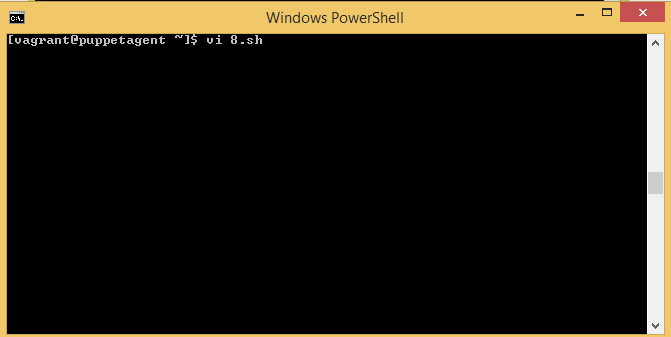 Windows PowerShell
[vagrant@puppetagent ~]$ vi 8.sh